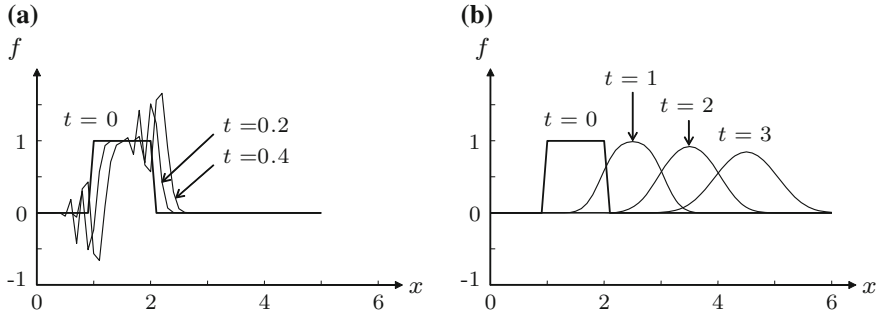 (a)
f
t = 0
1
t =0.2
t =0.4
0
-1
0
2
4
6
x
(b)
f
t = 1
t = 2
t = 0
t = 3
1
0
-1
0
2
4
6
x